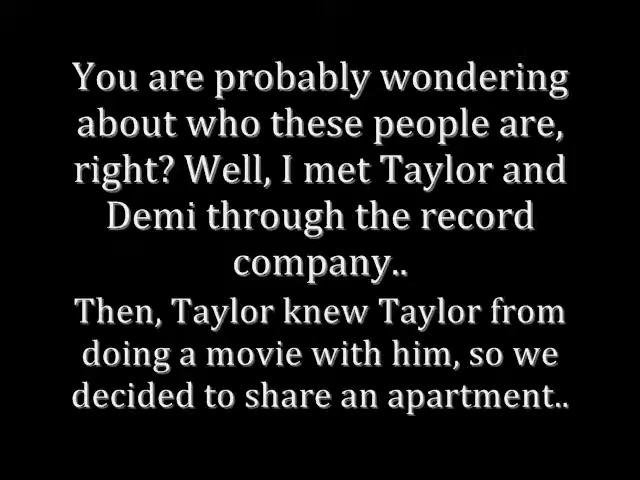 You are probably wondering
about who these people are,
right? Well, I met Taylor and
Demi through the record
company..
Then, Taylor knew Taylor from
doing a movie with him, so we
decided to share an apartment..